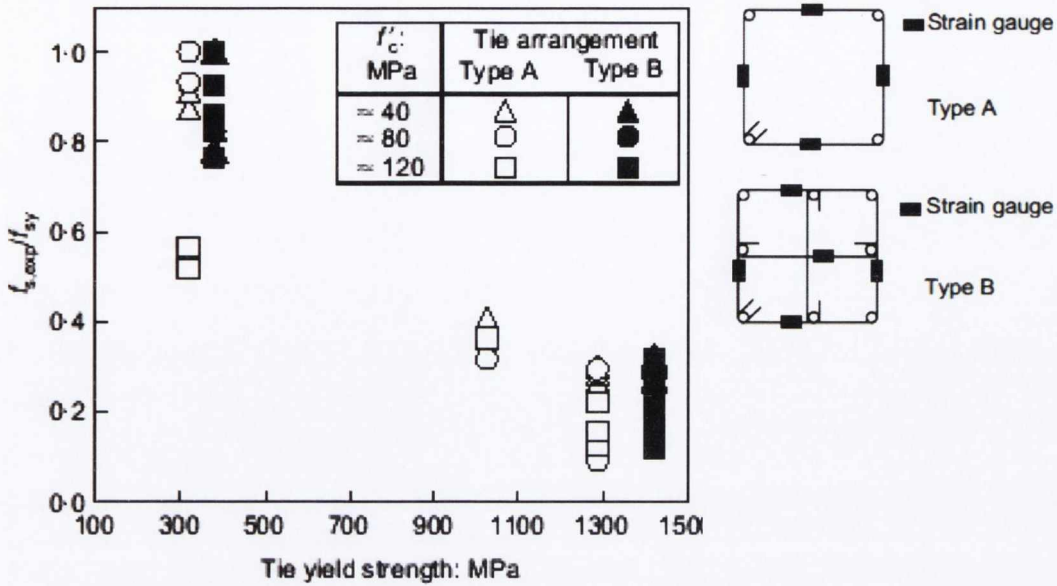 f′c:
MPa
Tie arrangement
Type A Type B
≃ 40
≃ 80
≃ 120
1·0
0·8
0·6
0·4
0·2
0·0
fs,exp/fsy
100 300 500 700 900 1100 1300 150
Tie yield strength: MPa
Strain gauge
Type A
Strain gauge
Type B